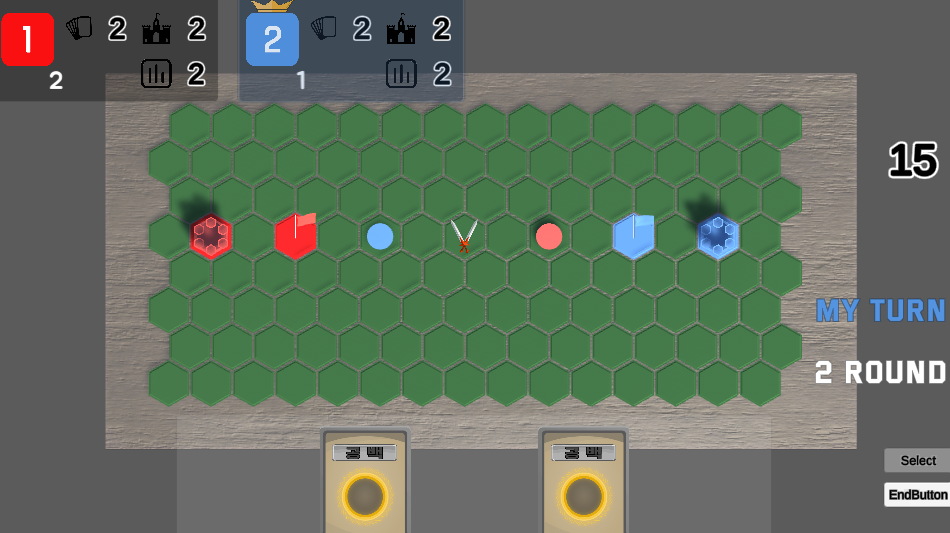 1 2 2
2 2
2 2 2
1 2
15
MY TURN
2 ROUND
공백
공백
Select
EndButton